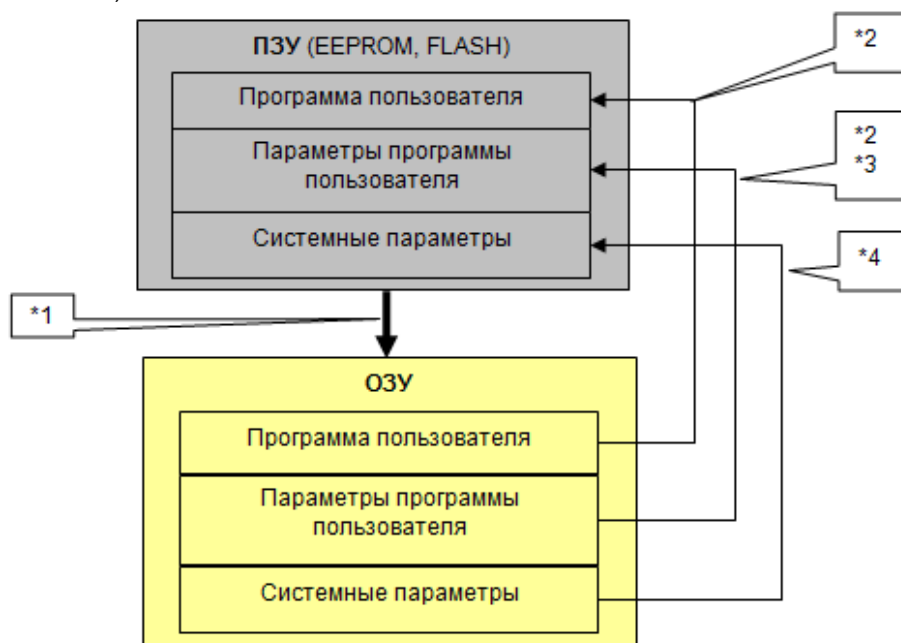 ПЗУ (EEPROM, FLASH)
Программа пользователя
Параметры программы
пользователя
Системные параметры
*2
*2
*3
*4
*1
ОЗУ
Программа пользователя
Параметры программы
пользователя
Системные параметры